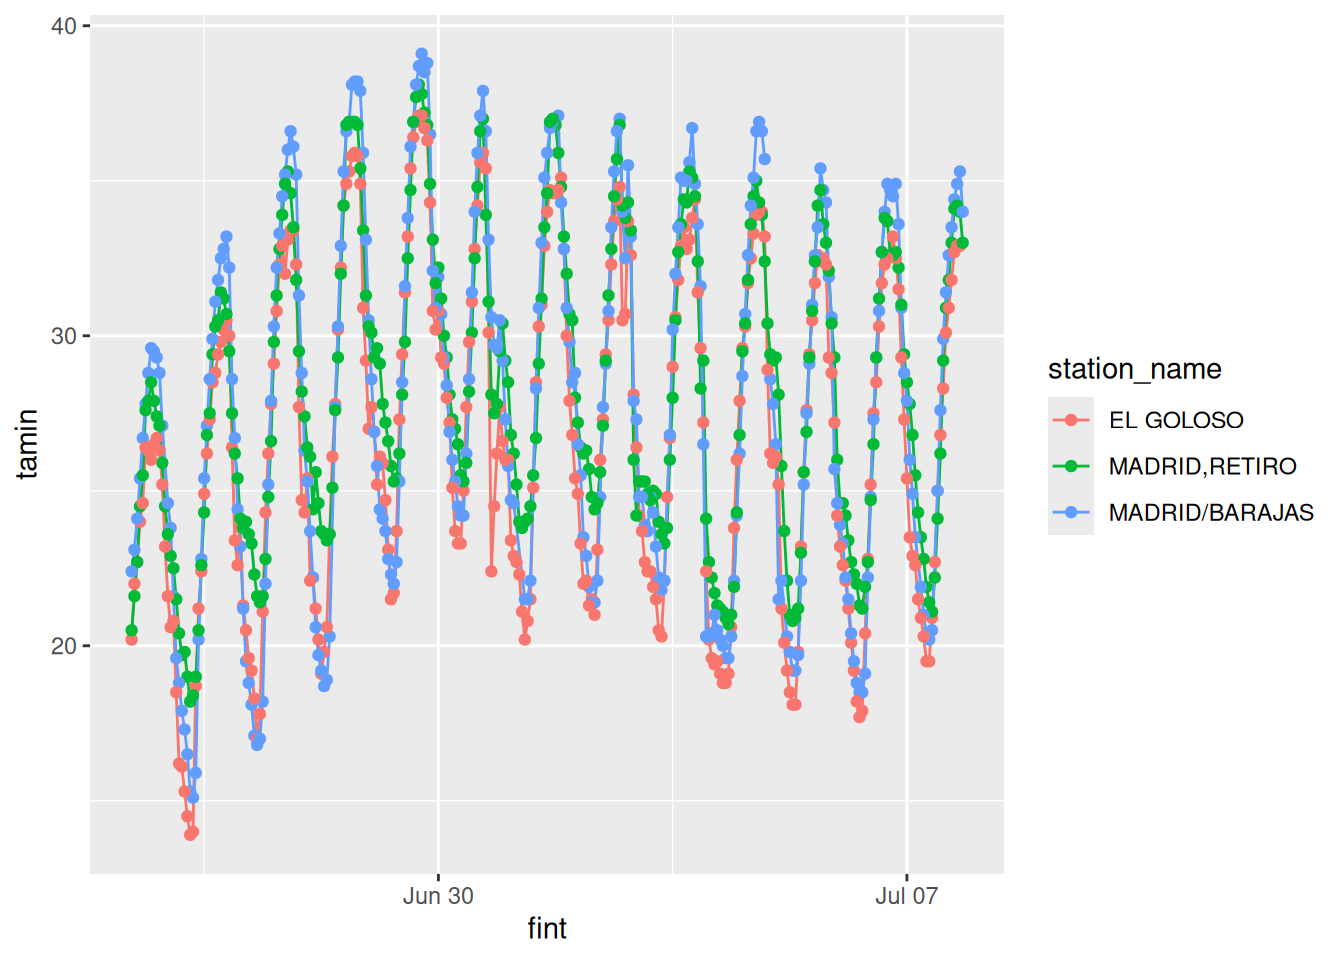 40
30
20
tamin
Jun 30
Jul 07
fint
station_name
EL GOLOSO
MADRID,RETIRO
MADRID/BARAJAS